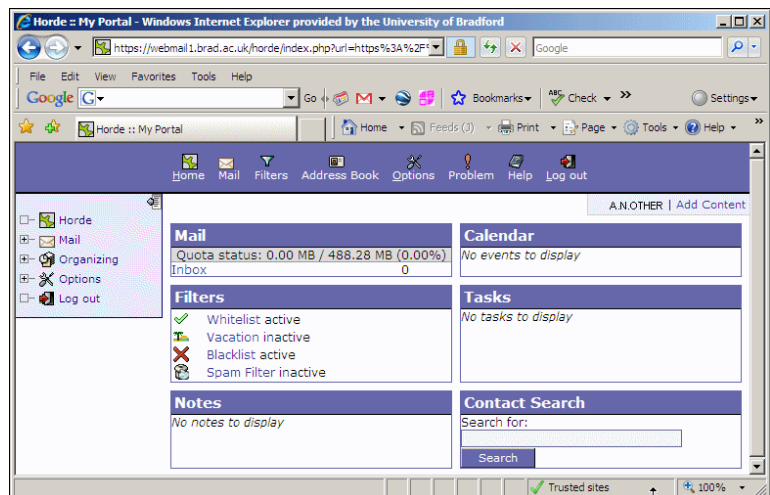 Horde :: My Portal - Windows Internet Explorer provided by the University of Bradford
https://webmail1.brad.ac.uk/horde/index.php?url=https%3A%2F
Google
File Edit View Favorites Tools Help
Google G Go Bookmarks ABC Check >> Settings
Horde :: My Portal Home Feeds (J) Print Page Tools Help >>
Home Mail Filters Address Book Options Problem Help Log out
A.N.OTHER | Add Content
Horde
Mail
Organizing
Options
Log out
Mail
Quota status: 0.00 MB / 488.28 MB (0.00%)
Inbox 0
Calendar
No events to display
Filters
Whitelist active
Vacation inactive
Blacklist active
Spam Filter inactive
Tasks
No tasks to display
Notes
No notes to display
Contact Search
Search for:
Search
Trusted sites 100%